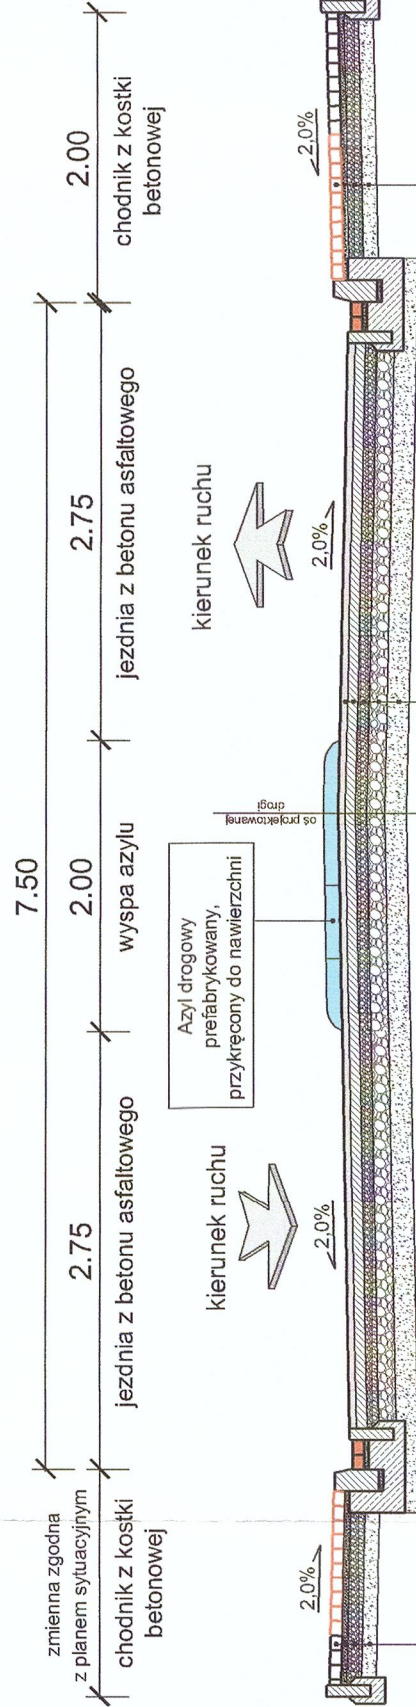 7.50
zmienna zgodna
z planem sytuacyjnym
2.75
2.00
2.75
2.00
chodnik z kostki
betonowej
jezdnia z betonu asfaltowego
wyspa azylu
jezdnia z betonu asfaltowego
chodnik z kostki
betonowej
kierunek ruchu
Azyl drogowy
prefabrykowany,
przykręcony do nawierzchni
kierunek ruchu
oś projektowanej
drogi
2,0%
2,0%
2,0%
2,0%